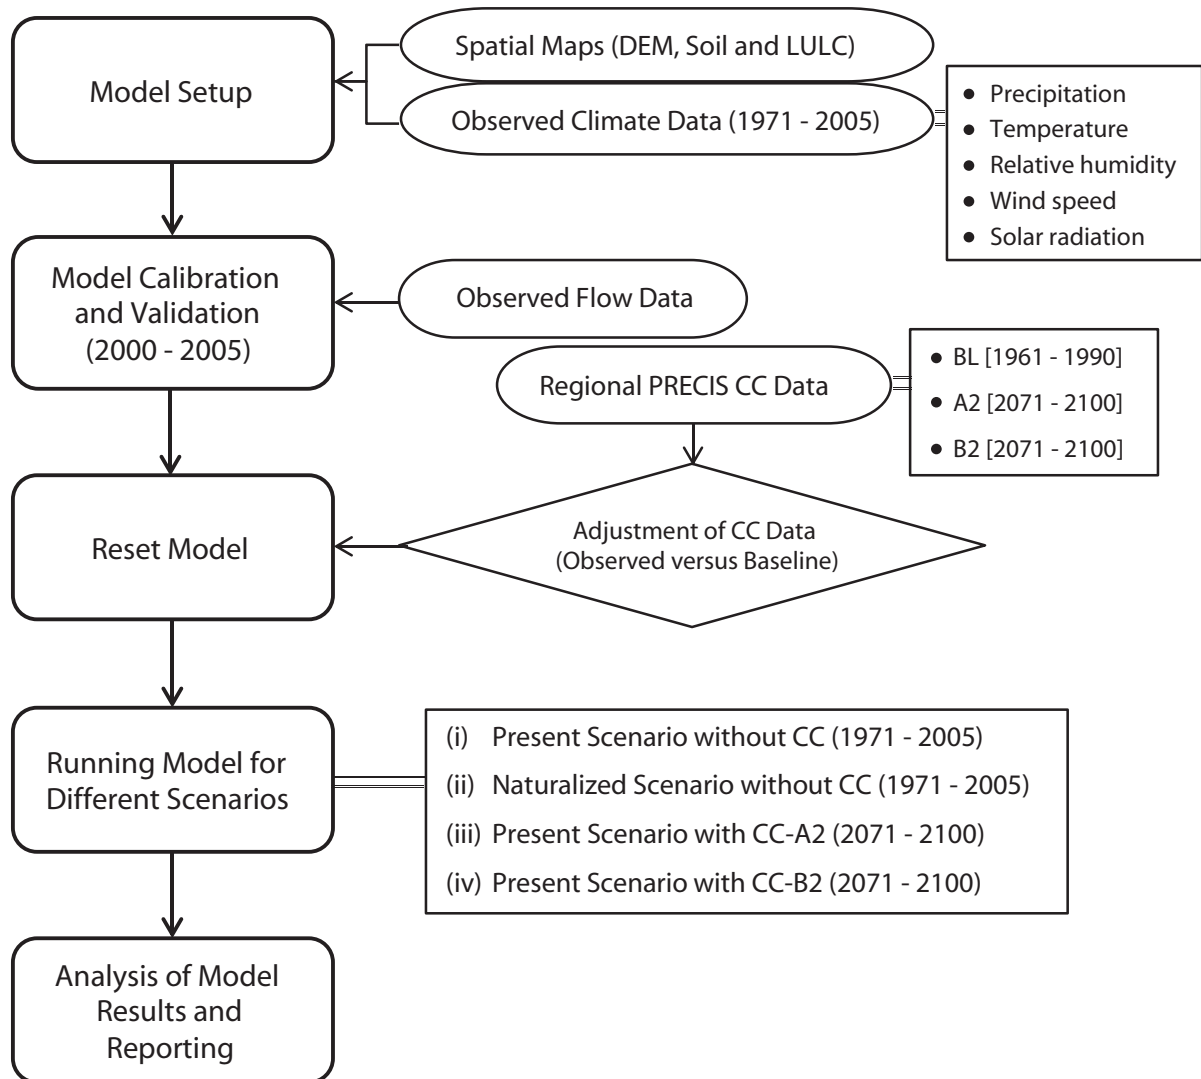 Model Setup
Spatial Maps (DEM, Soil and LULC)
Observed Climate Data (1971 - 2005)
● Precipitation
● Temperature
● Relative humidity
● Wind speed
● Solar radiation
Model Calibration
and Validation
(2000 - 2005)
Observed Flow Data
Regional PRECIS CC Data
● BL [1961 - 1990]
● A2 [2071 - 2100]
● B2 [2071 - 2100]
Reset Model
Adjustment of CC Data
(Observed versus Baseline)
Running Model for
Different Scenarios
(i) Present Scenario without CC (1971 - 2005)
(ii) Naturalized Scenario without CC (1971 - 2005)
(iii) Present Scenario with CC-A2 (2071 - 2100)
(iv) Present Scenario with CC-B2 (2071 - 2100)
Analysis of Model
Results and
Reporting